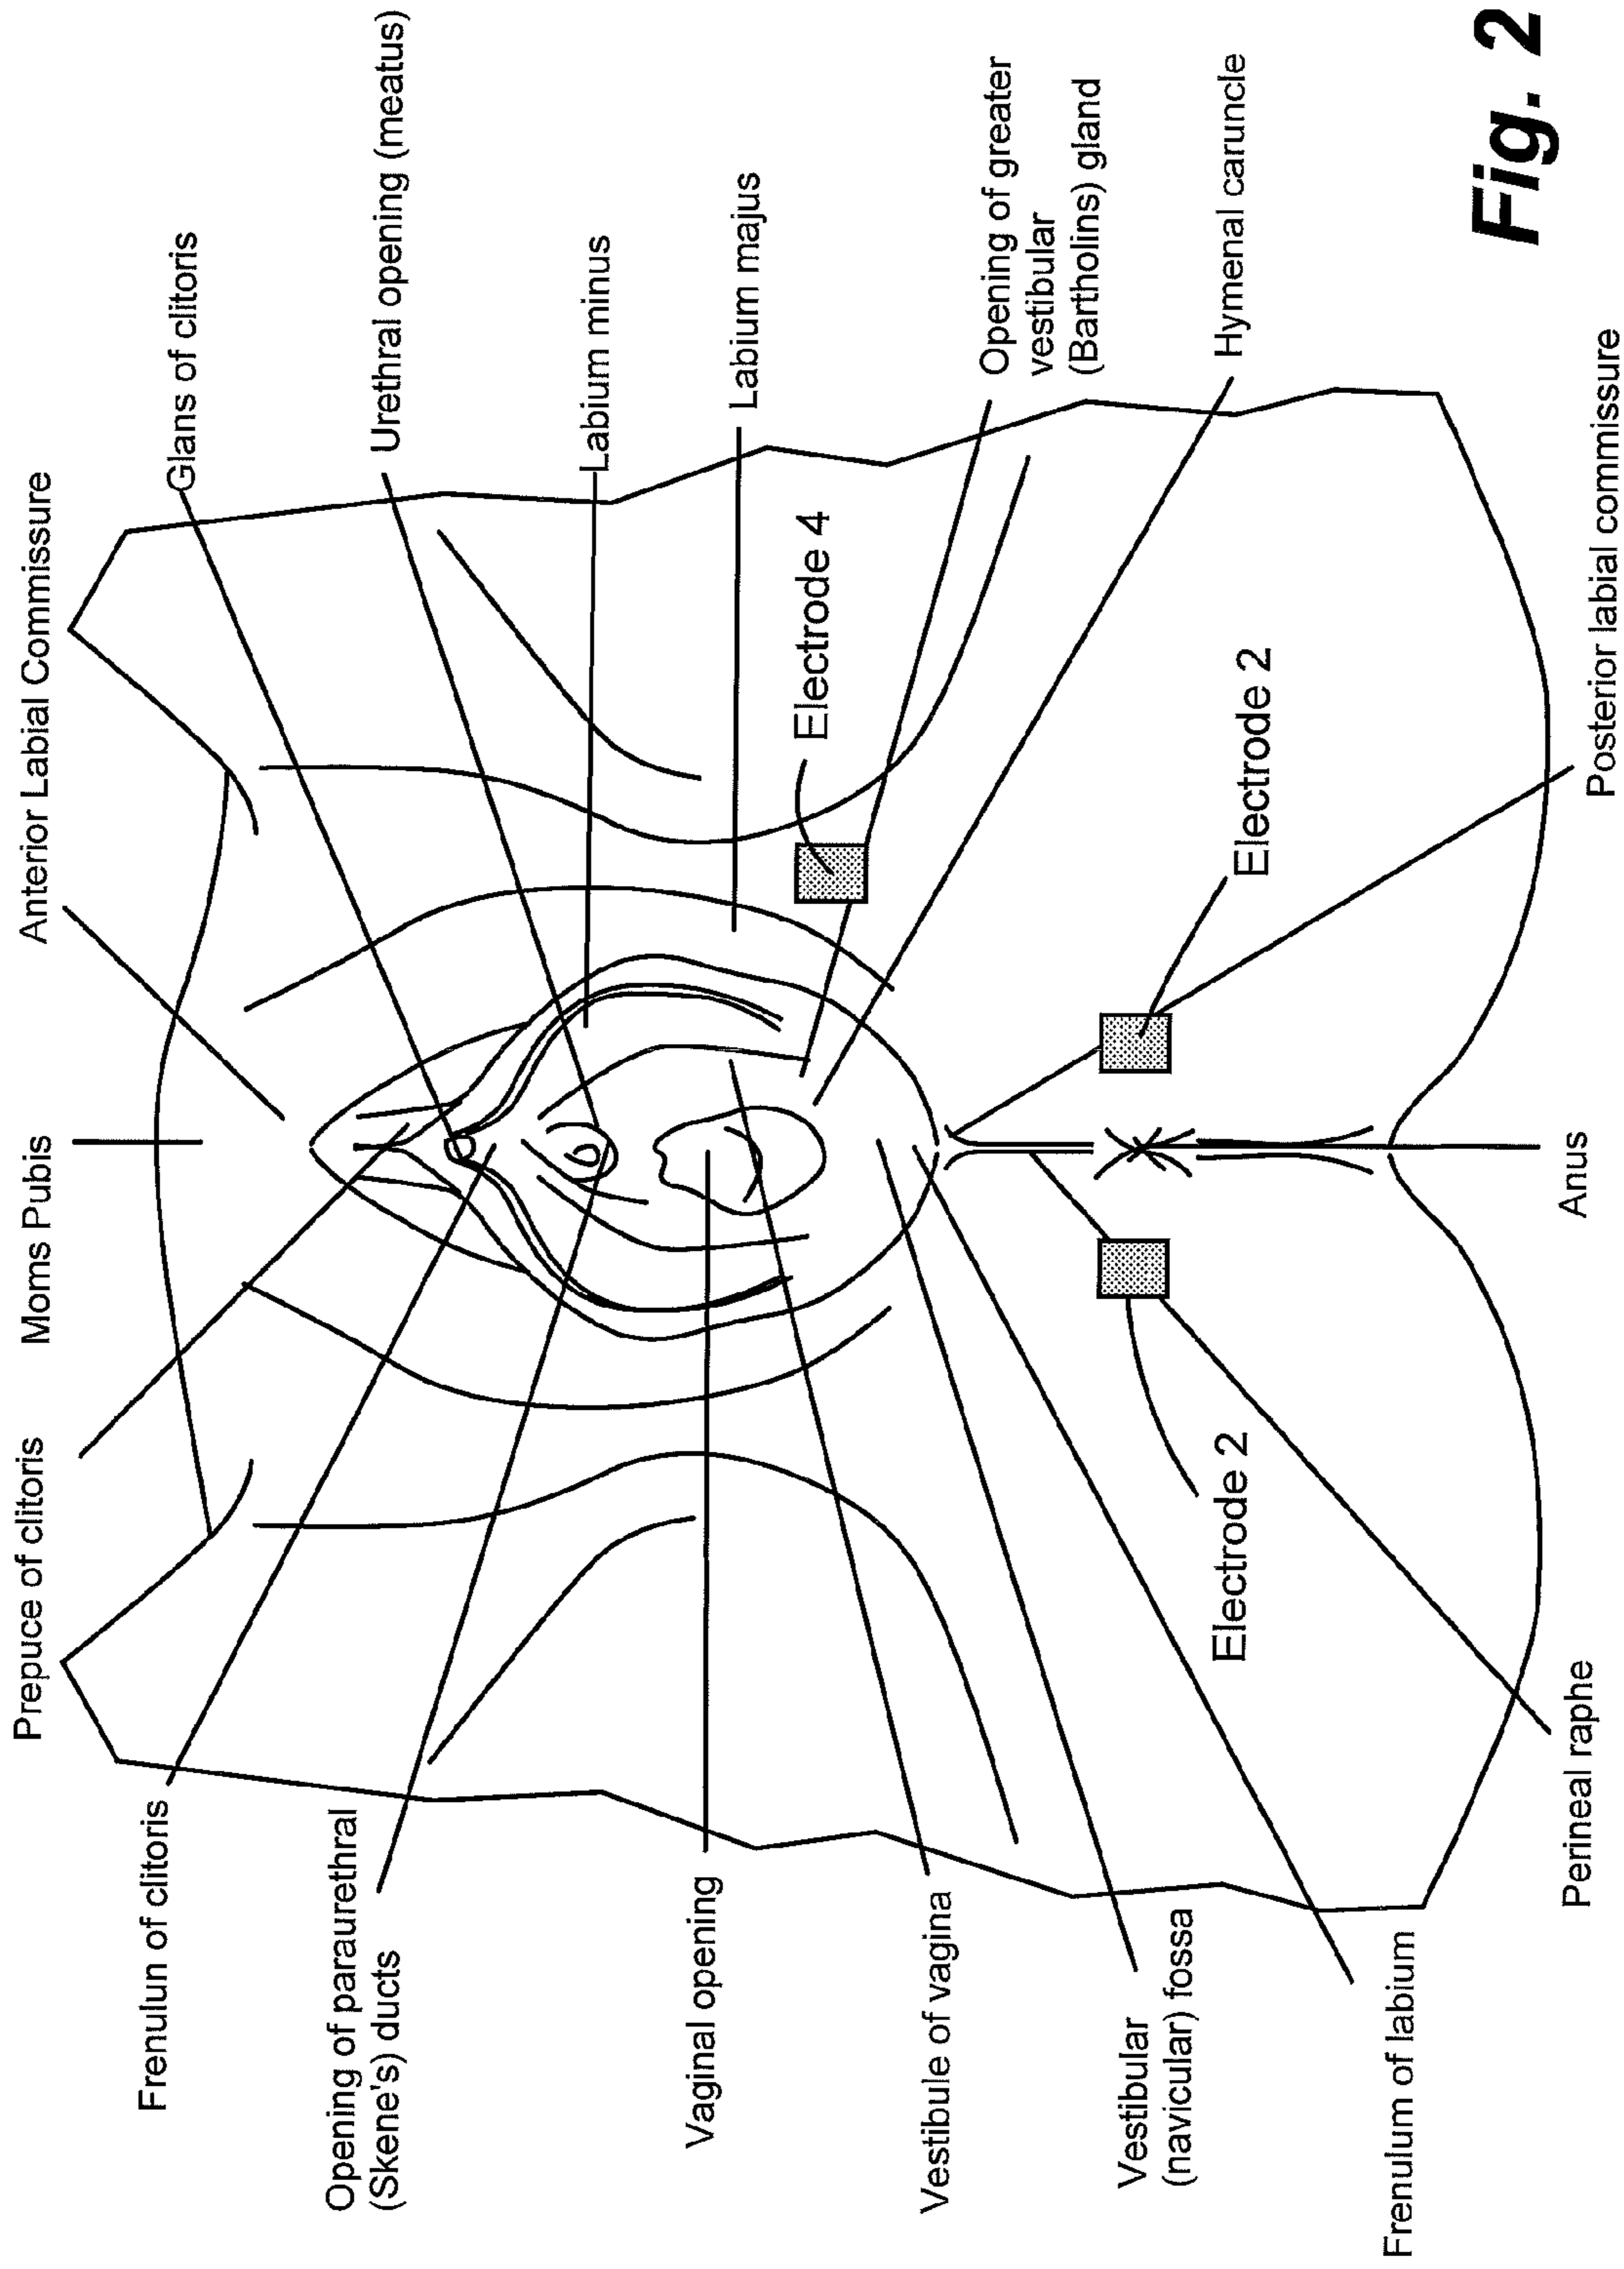 Moms Pubis
Anterior Labial Commissure
Prepuce of clitoris
Glans of clitoris
Frenulun of clitoris
Urethral opening (meatus)
Opening of paraurethral
(Skene's) ducts
Labium minus
Labium majus
Vaginal opening
Electrode 4
Vestibule of vagina
Opening of greater
vestibular
(Bartholins) gland
Vestibular
(navicular) fossa
Hymenal caruncle
Electrode 2
Electrode 2
Frenulum of labium
Perineal raphe
Anus
Posterior labial commissure
Fig. 2